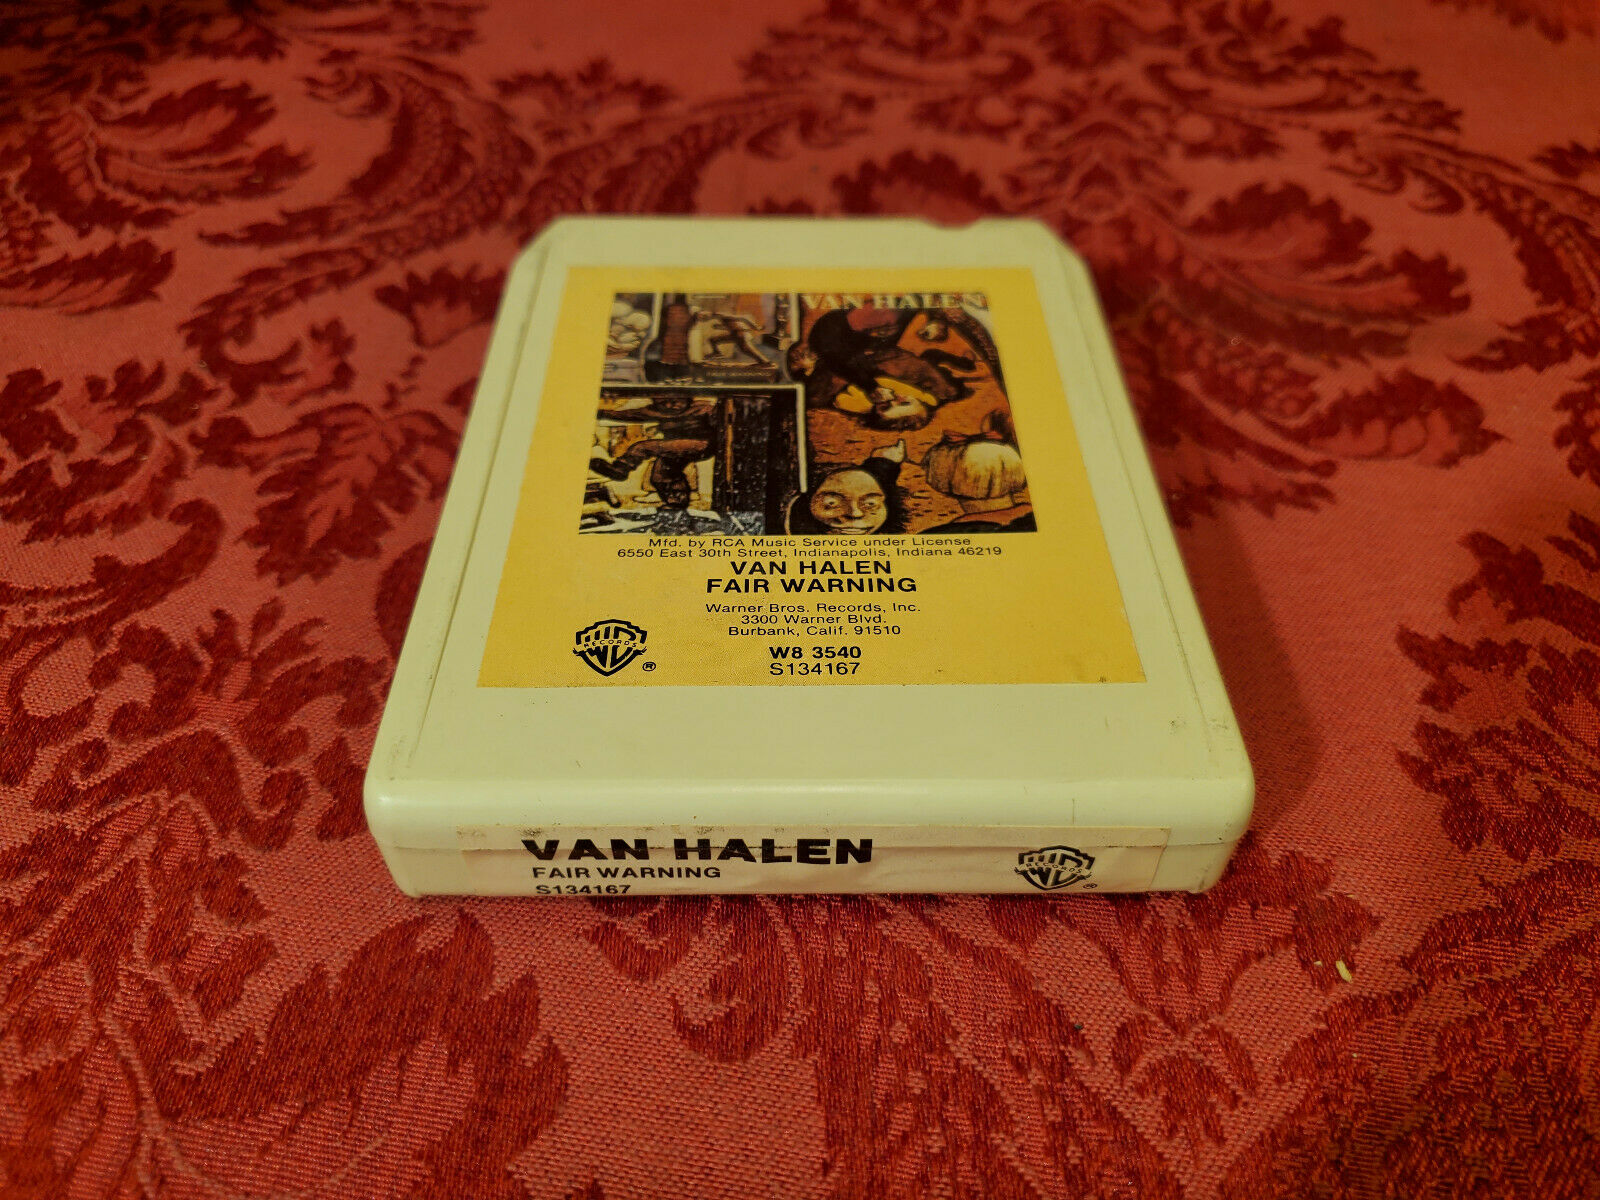 VAN HALEN
Mfd. by RCA Music Service under License
6550 East 30th Street, Indianapolis, Indiana 46219
VAN HALEN
FAIR WARNING
Warner Bros. Records, Inc.
3300 Warner Blvd.
Burbank, Calif. 91510
RECORDS ®
W8 3540
S134167
VAN HALEN
FAIR WARNING
S134167
RECORDS ®